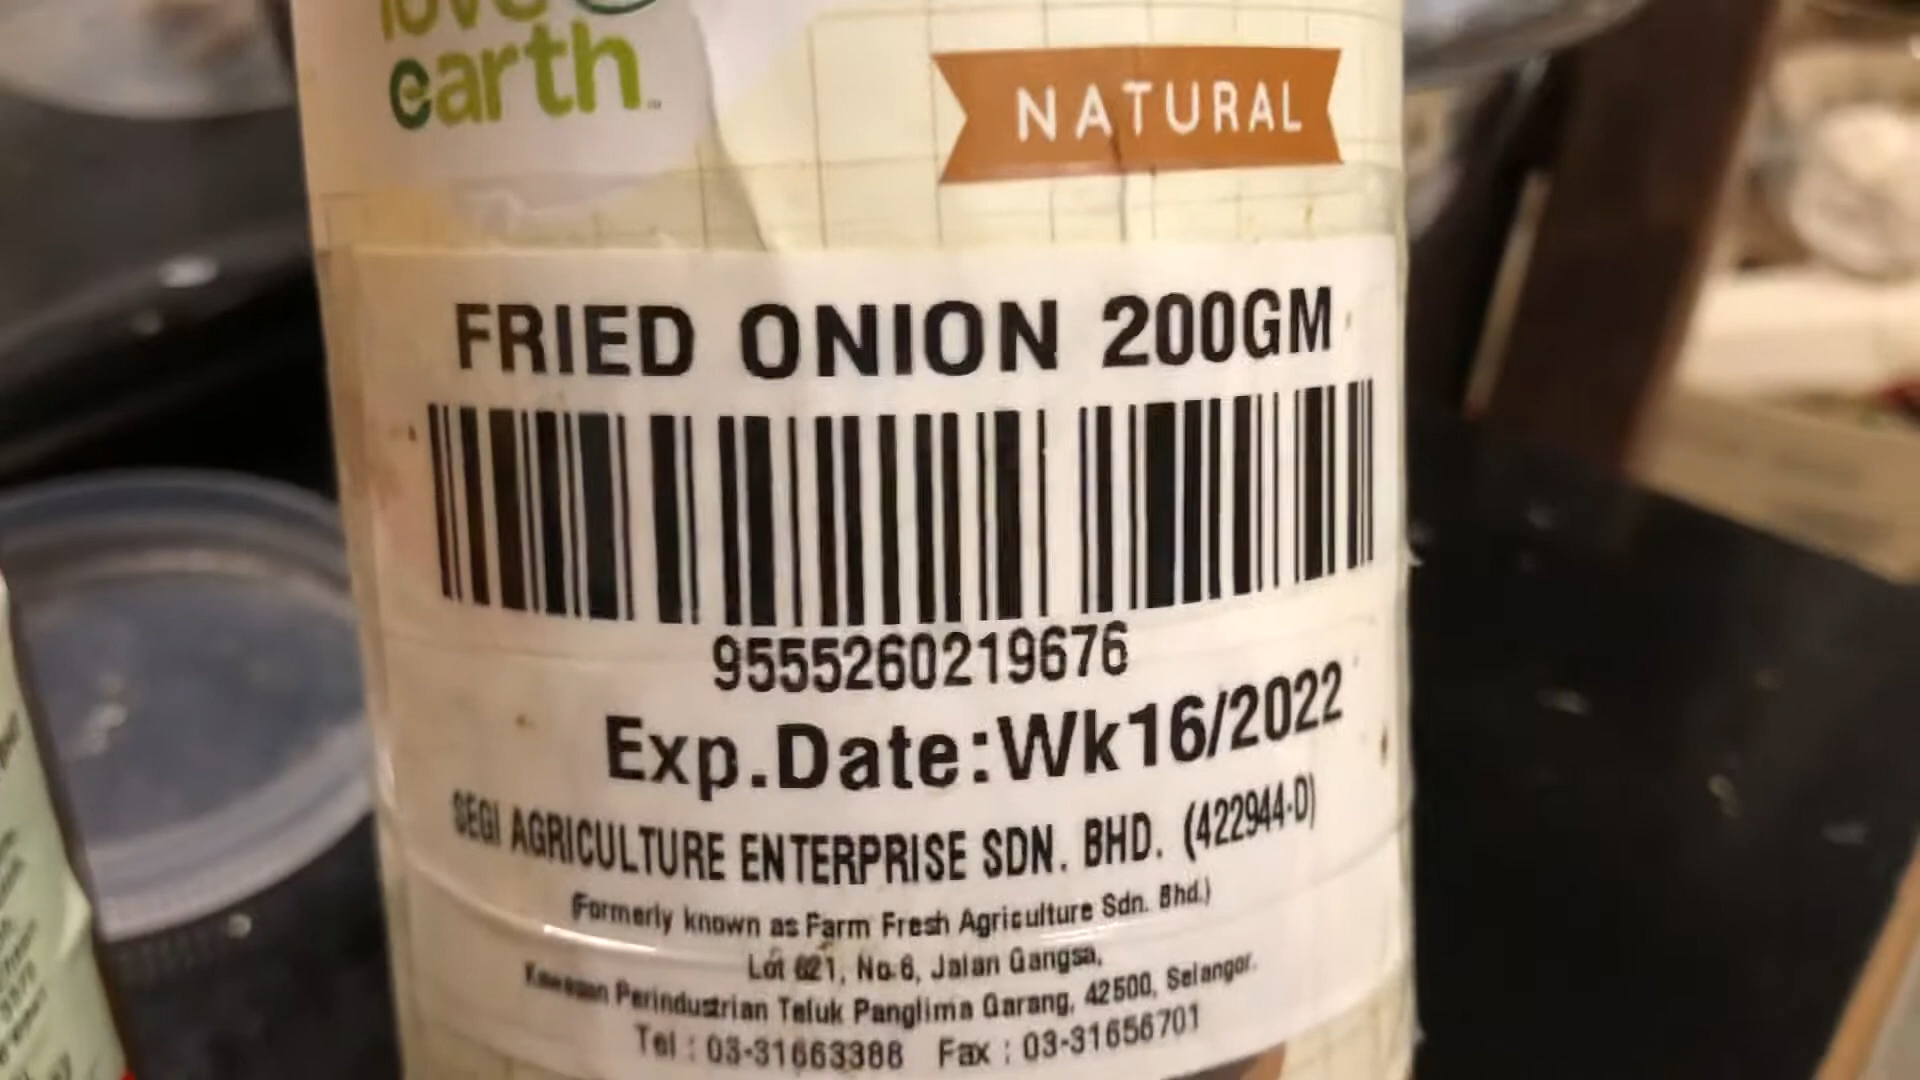 love
earth™
NATURAL
FRIED ONION 200GM
9555260219676
Exp.Date:Wk16/2022
SEGI AGRICULTURE ENTERPRISE SDN. BHD. (422944-D)
(Formerly known as Farm Fresh Agriculture Sdn. Bhd.)
Lot 621, No.6, Jalan Gangsa,
Kawasan Perindustrian Teluk Panglima Garang, 42500, Selangor.
Tel : 03-31663388 Fax : 03-31656701